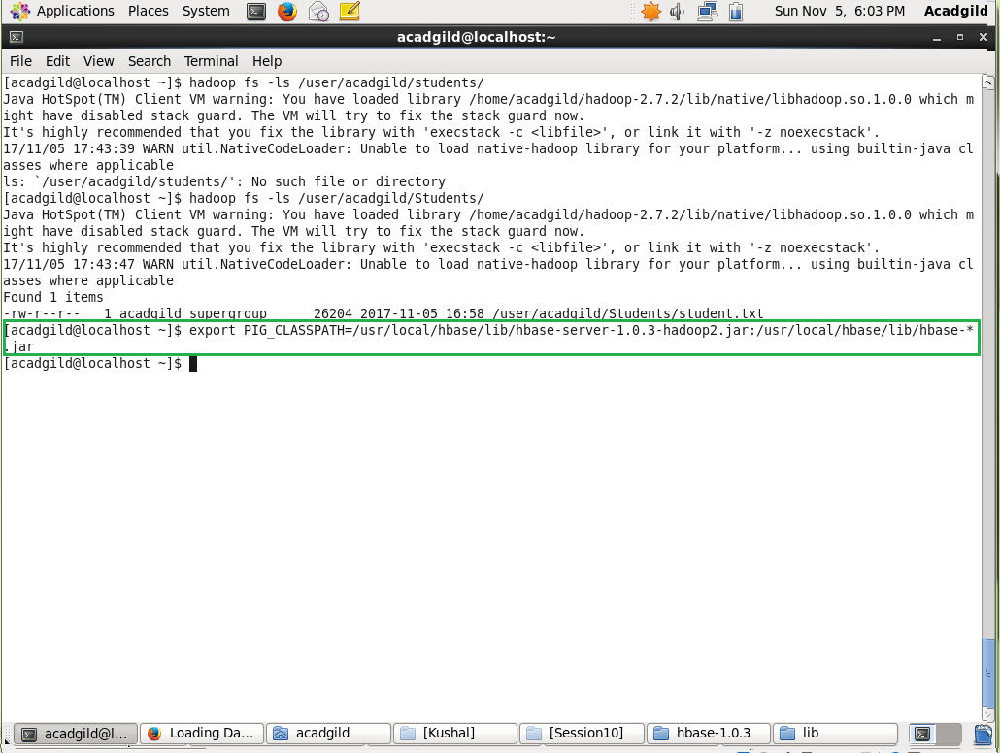 Applications Places System Sun Nov 5, 6:03 PM Acadgild
acadgild@localhost:~
File Edit View Search Terminal Help
[acadgild@localhost ~]$ hadoop fs -ls /user/acadgild/students/
Java HotSpot(TM) Client VM warning: You have loaded library /home/acadgild/hadoop-2.7.2/lib/native/libhadoop.so.1.0.0 which m
ight have disabled stack guard. The VM will try to fix the stack guard now.
It's highly recommended that you fix the library with 'execstack -c <libfile>', or link it with '-z noexecstack'.
17/11/05 17:43:39 WARN util.NativeCodeLoader: Unable to load native-hadoop library for your platform... using builtin-java cl
asses where applicable
ls: `/user/acadgild/students/': No such file or directory
[acadgild@localhost ~]$ hadoop fs -ls /user/acadgild/Students/
Java HotSpot(TM) Client VM warning: You have loaded library /home/acadgild/hadoop-2.7.2/lib/native/libhadoop.so.1.0.0 which m
ight have disabled stack guard. The VM will try to fix the stack guard now.
It's highly recommended that you fix the library with 'execstack -c <libfile>', or link it with '-z noexecstack'.
17/11/05 17:43:47 WARN util.NativeCodeLoader: Unable to load native-hadoop library for your platform... using builtin-java cl
asses where applicable
Found 1 items
-rw-r--r--   1 acadgild supergroup      26204 2017-11-05 16:58 /user/acadgild/Students/student.txt
[acadgild@localhost ~]$ export PIG_CLASSPATH=/usr/local/hbase/lib/hbase-server-1.0.3-hadoop2.jar:/usr/local/hbase/lib/hbase-*
.jar
[acadgild@localhost ~]$
acadgild@l... Loading Da... acadgild [Kushal] [Session10] hbase-1.0.3 lib